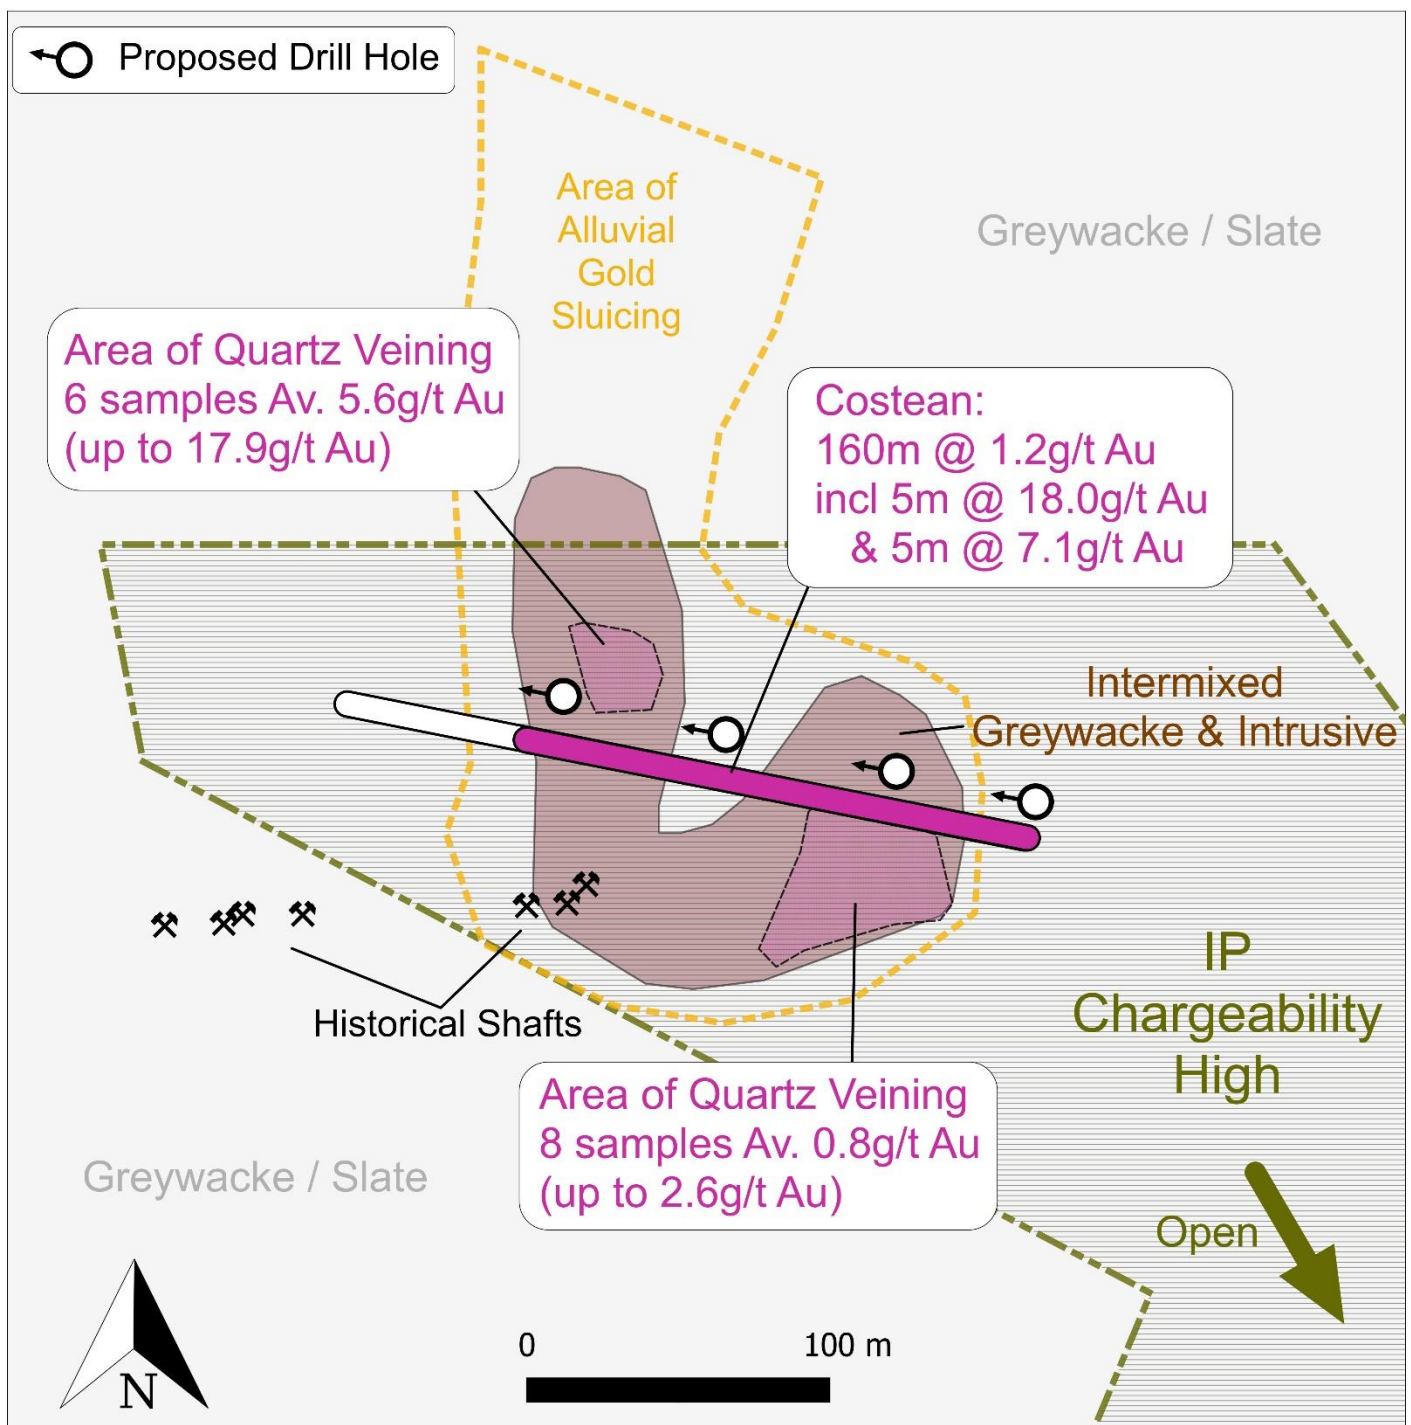 Proposed Drill Hole
Area of
Alluvial
Gold
Sluicing
Greywacke / Slate
Area of Quartz Veining
6 samples Av. 5.6g/t Au
(up to 17.9g/t Au)
Costean:
160m @ 1.2g/t Au
incl 5m @ 18.0g/t Au
& 5m @ 7.1g/t Au
Intermixed
Greywacke & Intrusive
IP
Chargeability
High
Historical Shafts
Area of Quartz Veining
8 samples Av. 0.8g/t Au
(up to 2.6g/t Au)
Greywacke / Slate
Open
N
0 100 m